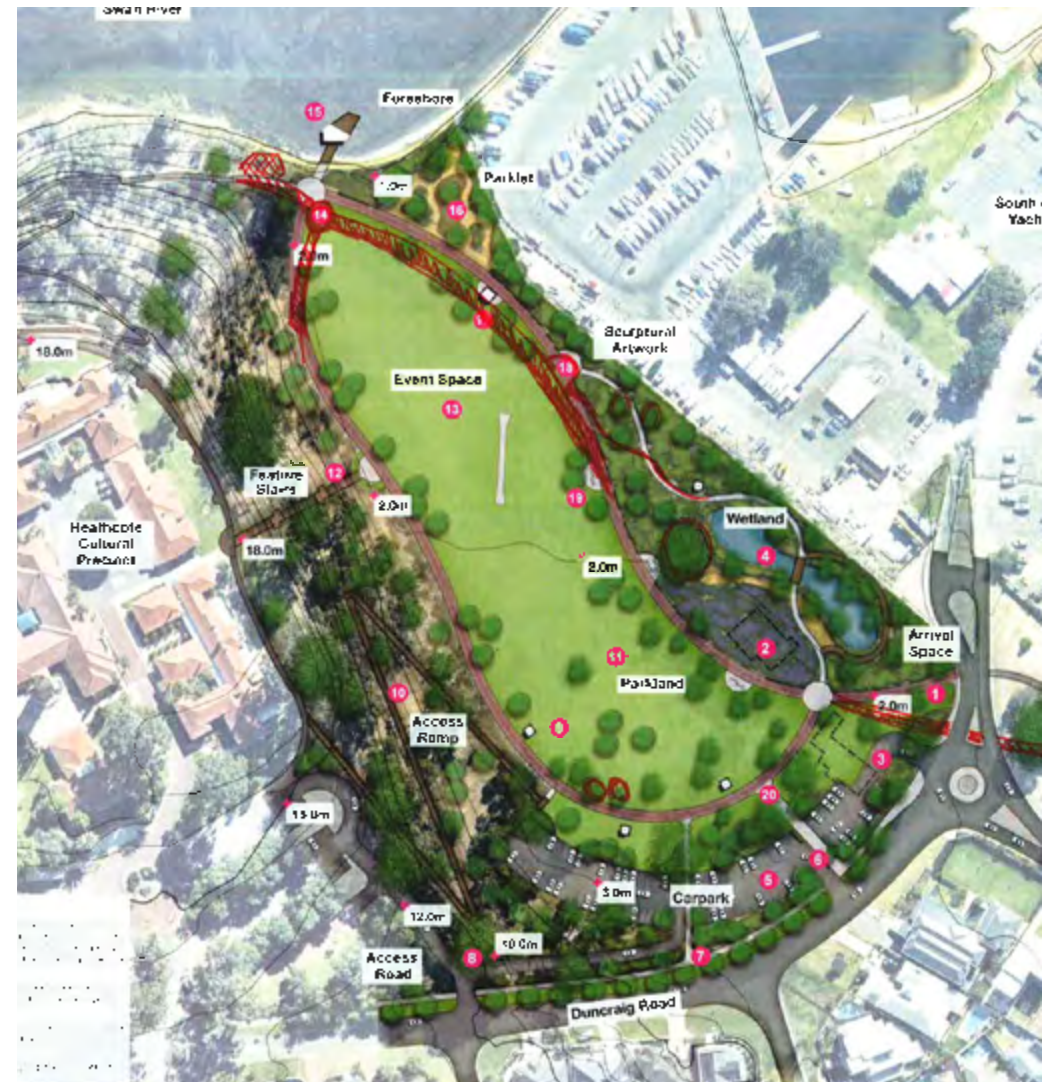 Swan River
Foreshore
15
Parklet
1.0m
16
South
Yach
14
2.0m
18.0m
Sculptural
Artwork
18
Event Space
13
Feature
Stairs
12
2.0m
19
Heathcote
Cultural
Precinct
18.0m
Wetland
4
2.0m
Arrival
Space
2
11
Parkland
1
2.0m
10
Access
Ramp
3
20
6
5
3.0m
Carpark
12.0m
10.0m
8
7
Access
Road
Duncraig Road